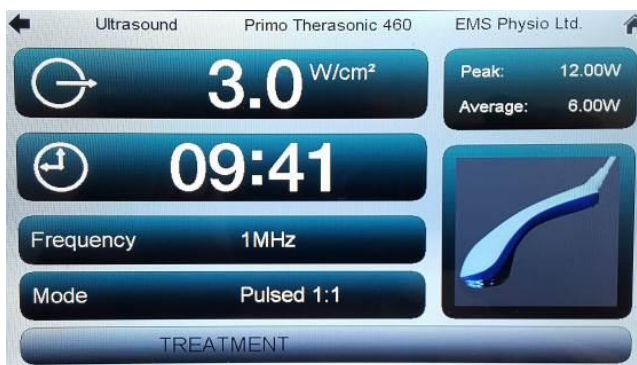 Ultrasound Primo Therasonic 460 EMS Physio Ltd.
3.0 W/cm²
Peak: 12.00W
Average: 6.00W
09:41
Frequency 1MHz
Mode Pulsed 1:1
TREATMENT